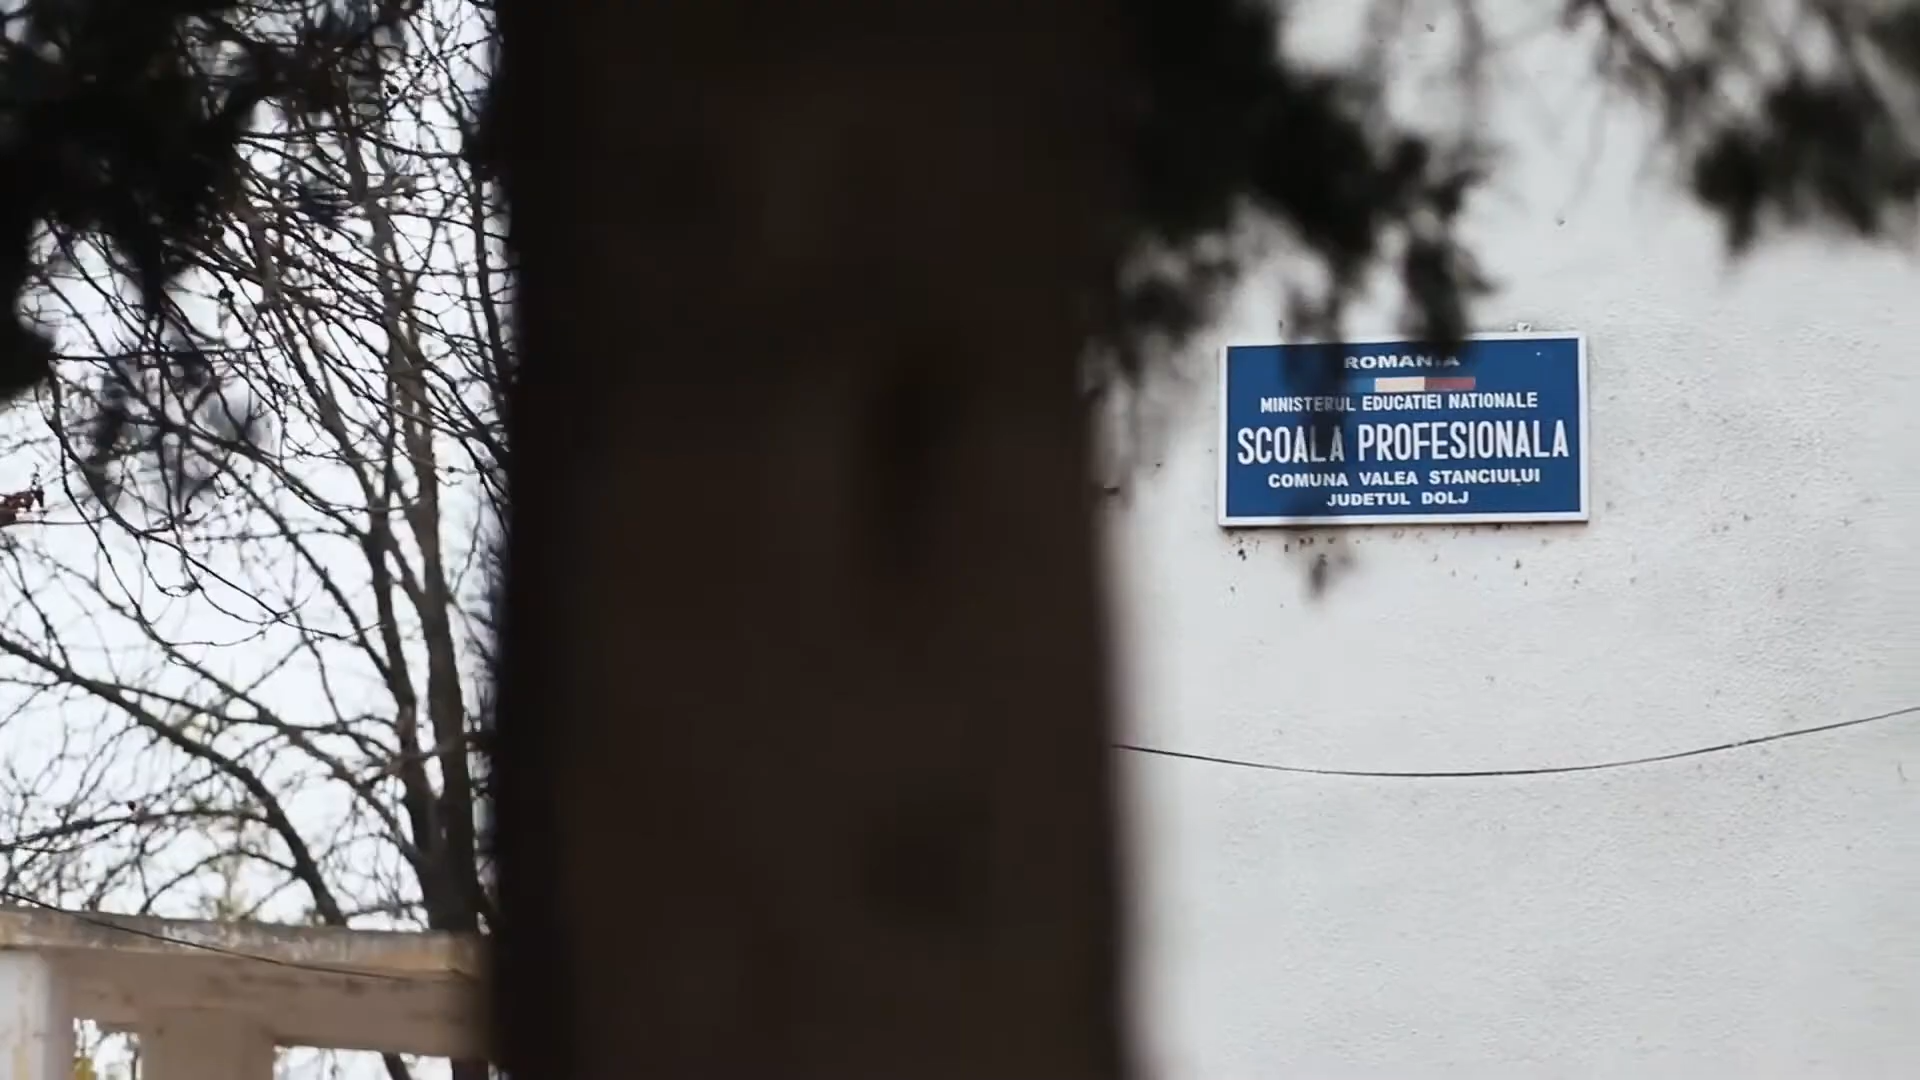 ROMANIA
MINISTERUL EDUCATIEI NATIONALE
SCOALA PROFESIONALA
COMUNA VALEA STANCIULUI
JUDETUL DOLJ